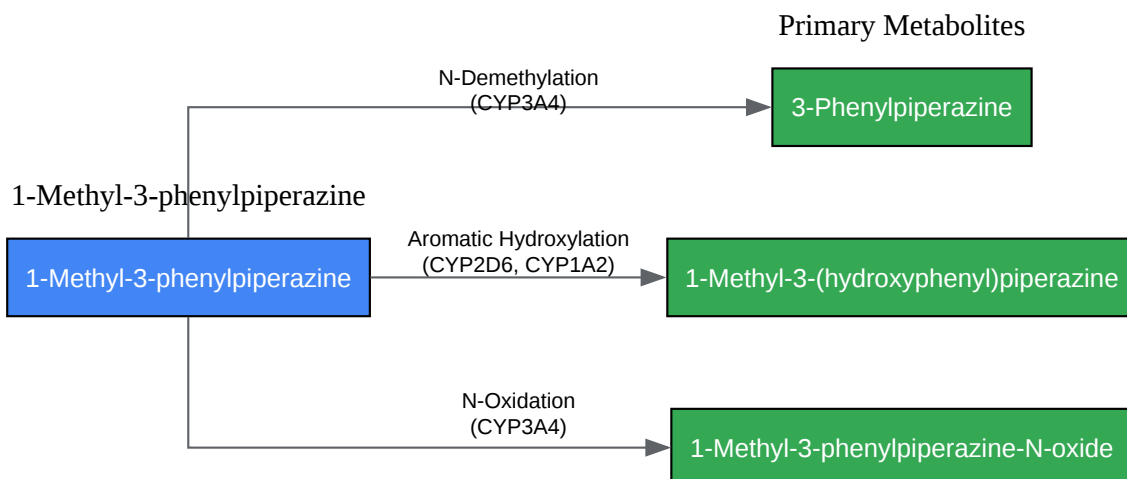 Primary Metabolites
N-Demethylation
(CYP3A4)
3-Phenylpiperazine
1-Methyl-3-phenylpiperazine
1-Methyl-3-phenylpiperazine
Aromatic Hydroxylation
(CYP2D6, CYP1A2)
1-Methyl-3-(hydroxyphenyl)piperazine
N-Oxidation
(CYP3A4)
1-Methyl-3-phenylpiperazine-N-oxide